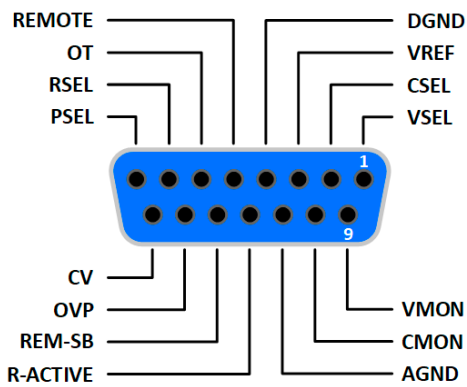 REMOTE
OT
RSEL
PSEL
DGND
VREF
CSEL
VSEL
1
9
CV
OVP
REM-SB
R-ACTIVE
VMON
CMON
AGND